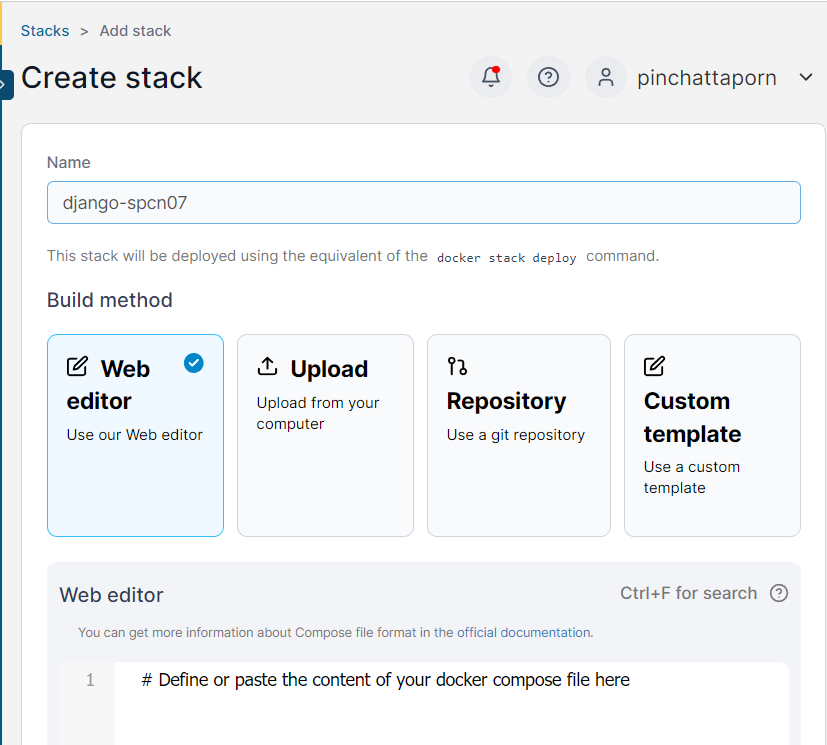 Stacks > Add stack
Create stack
pinchattaporn
Name
django-spcn07
This stack will be deployed using the equivalent of the docker stack deploy command.
Build method
Web editor
Use our Web editor
Upload
Upload from your computer
Repository
Use a git repository
Custom template
Use a custom template
Web editor
Ctrl+F for search
You can get more information about Compose file format in the official documentation.
1 # Define or paste the content of your docker compose file here